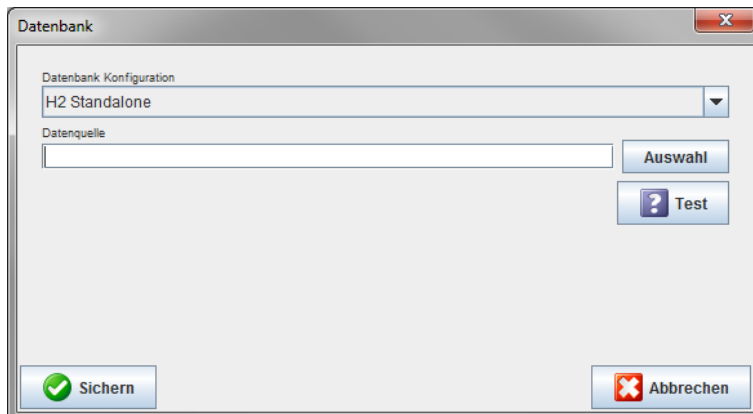 Datenbank
Datenbank Konfiguration
H2 Standalone
Datenquelle
Auswahl
Test
Sichern
Abbrechen